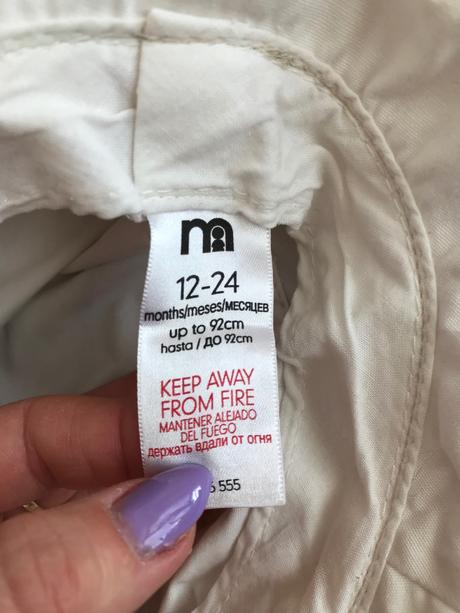 m
12-24
months/meses/МЕСЯЦЕВ
up to 92cm
hasta / ДО 92cm
KEEP AWAY
FROM FIRE
MANTENER ALEJADO
DEL FUEGO
держать вдали от огня
555